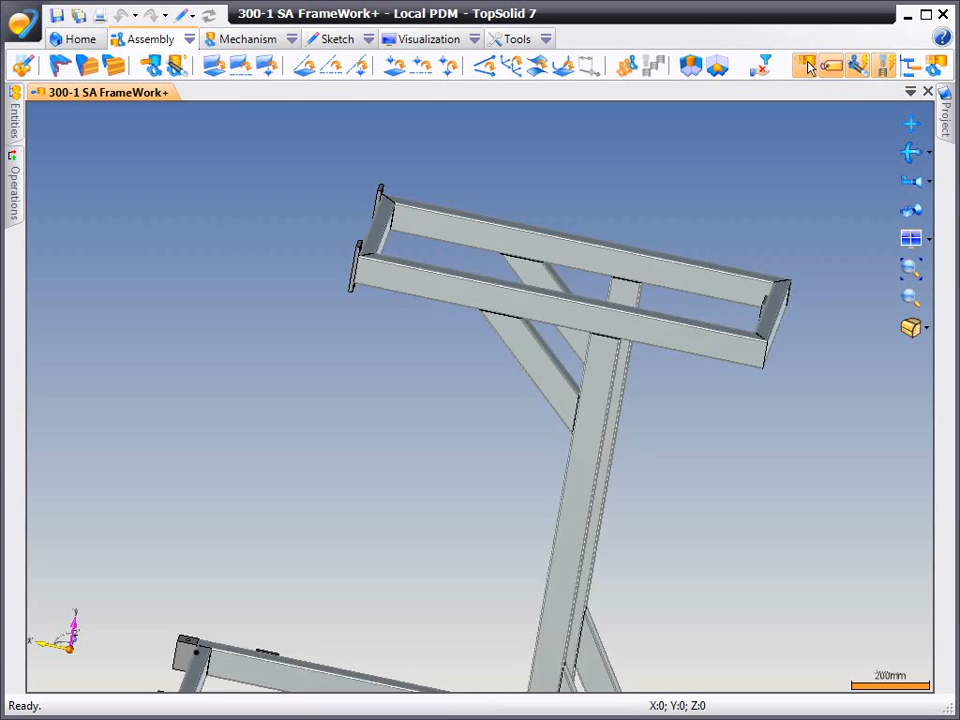 300-1 SA FrameWork+ - Local PDM - TopSolid 7
Home Assembly Mechanism Sketch Visualization Tools
300-1 SA FrameWork+
Entities
Operations
Project
Y
X
200mm
Ready.
X:0; Y:0; Z:0